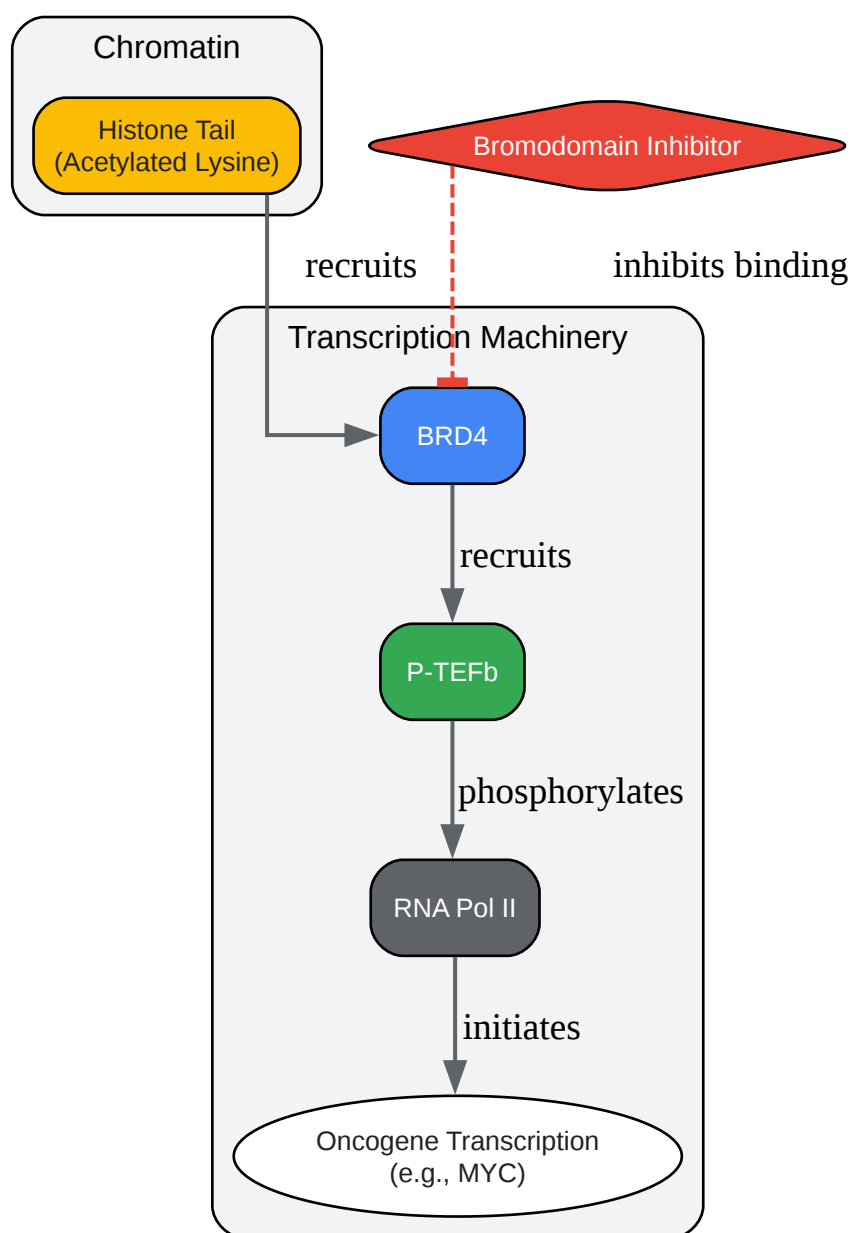 Chromatin
Histone Tail
(Acetylated Lysine)
Bromodomain Inhibitor
recruits
inhibits binding
Transcription Machinery
BRD4
recruits
P-TEFb
phosphorylates
RNA Pol II
initiates
Oncogene Transcription
(e.g., MYC)